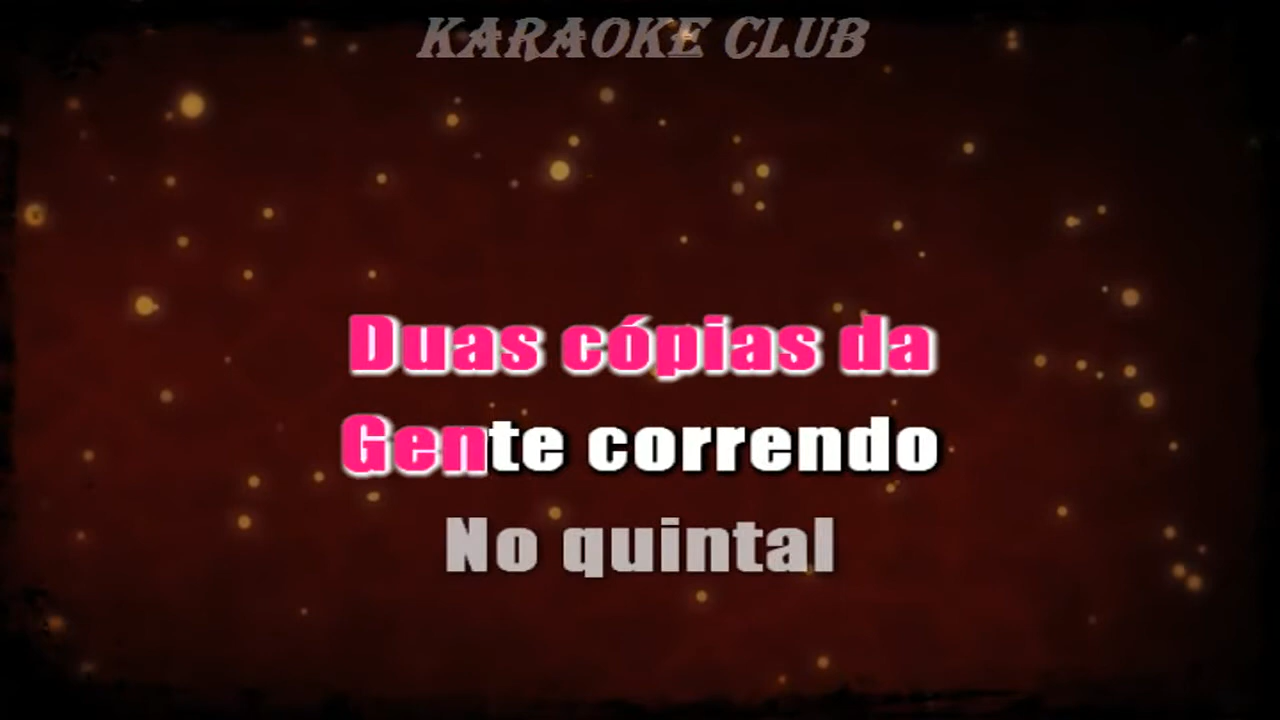 KARAOKE CLUB
Duas cópias da
Gente correndo
No quintal